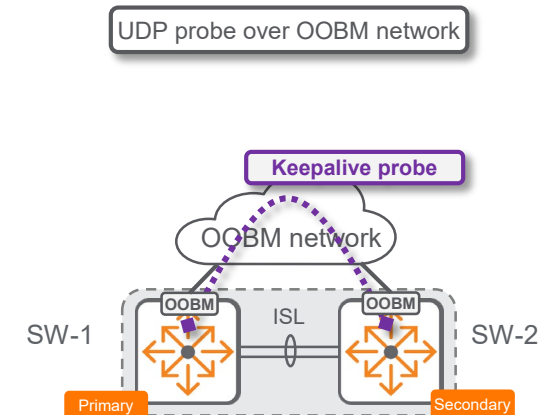 UDP probe over OOBM network
Keepalive probe
OOBM network
OOBM
OOBM
ISL
SW-1
SW-2
Primary
Secondary